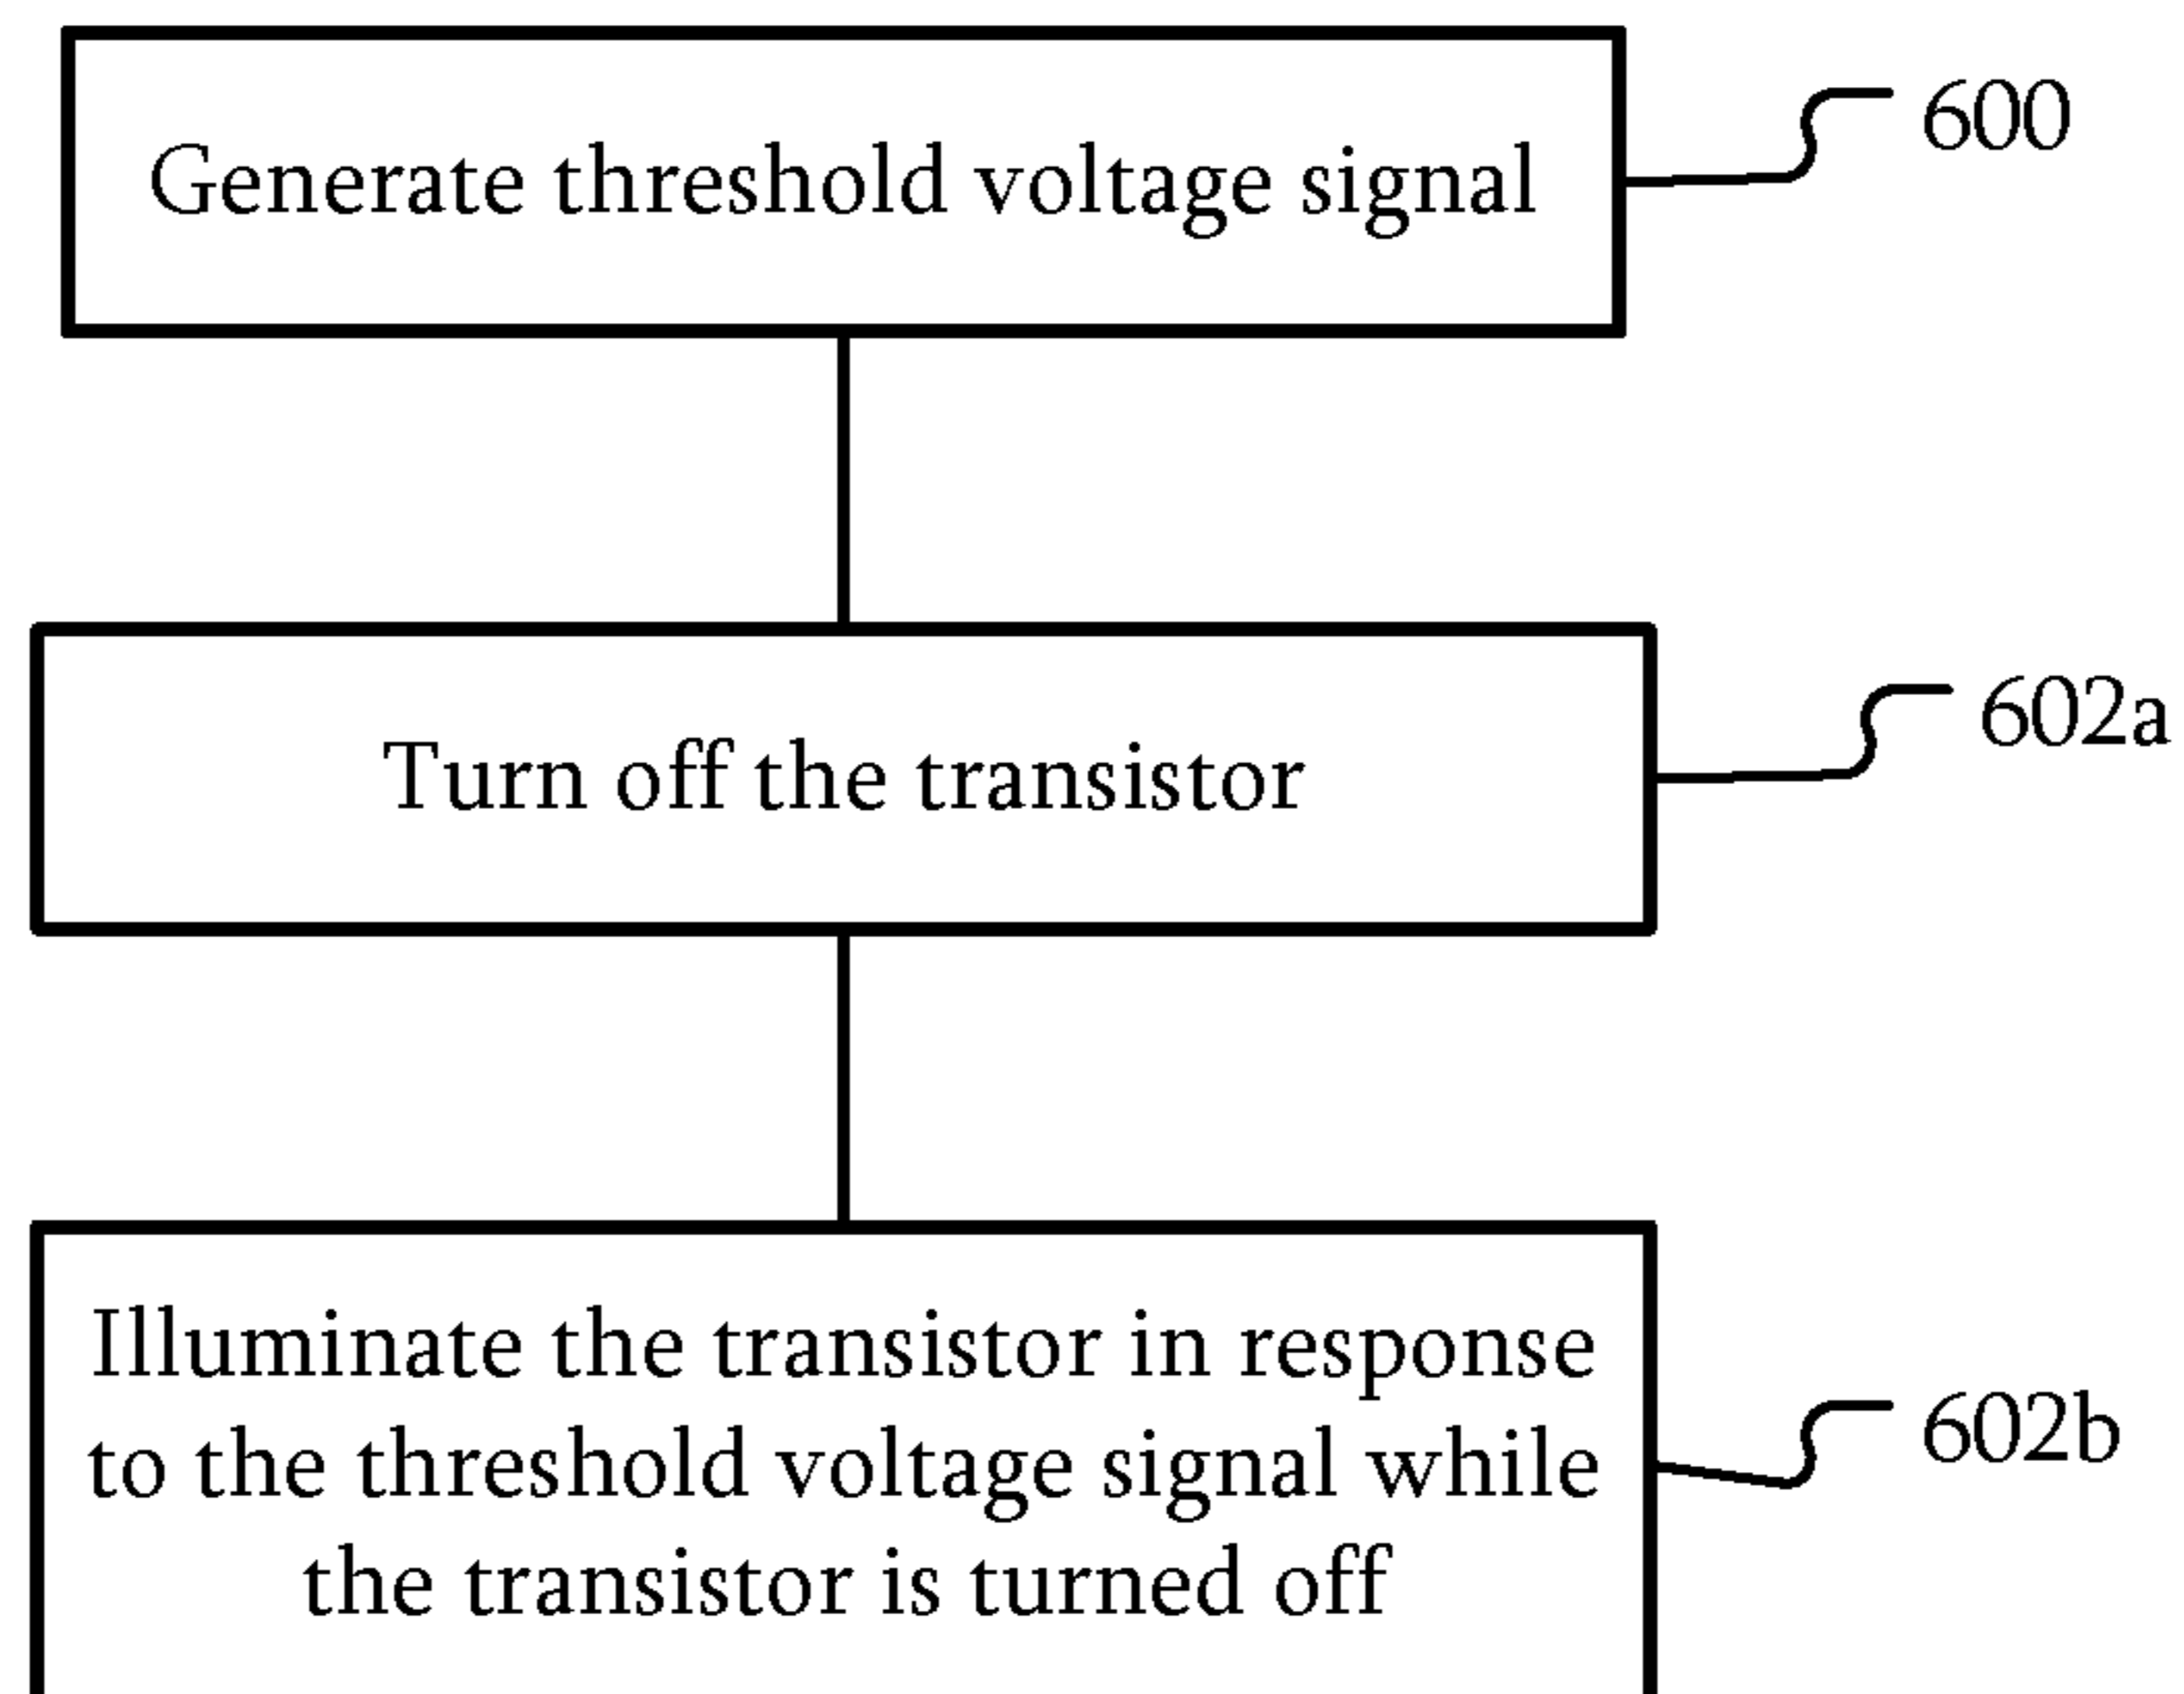 Generate threshold voltage signal
600
Turn off the transistor
602a
Illuminate the transistor in response
to the threshold voltage signal while
the transistor is turned off
602b